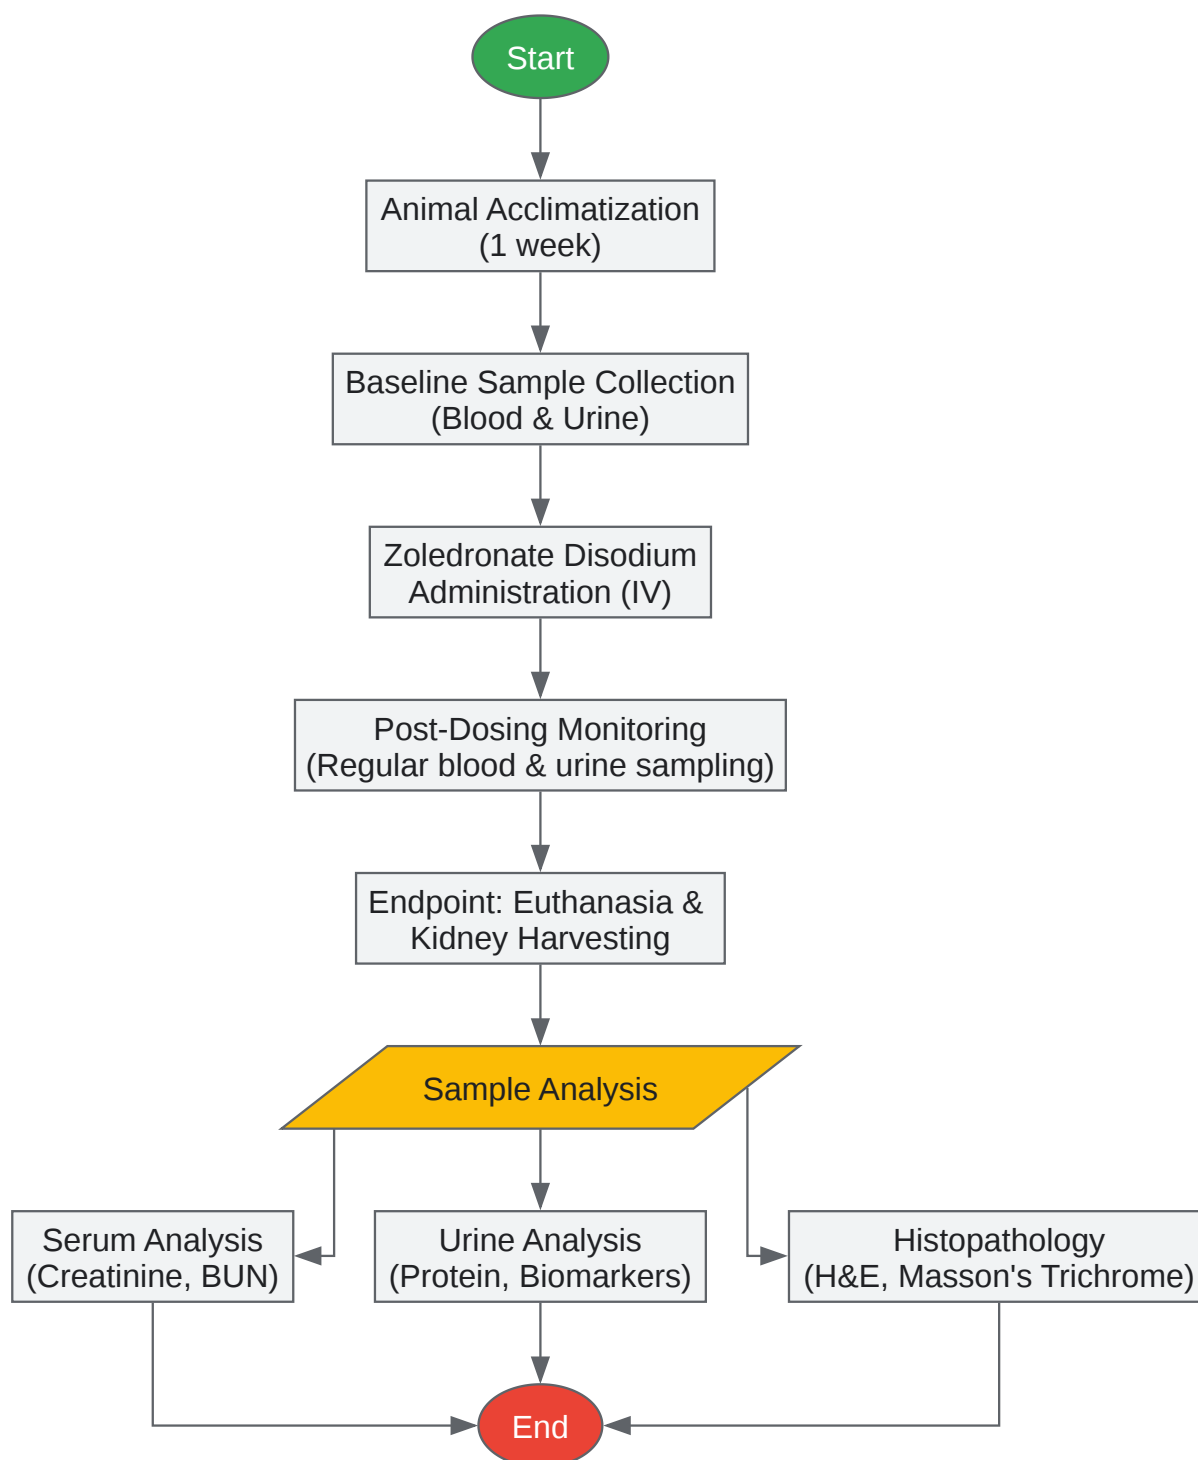 Start
Animal Acclimatization
(1 week)
Baseline Sample Collection
(Blood & Urine)
Zoledronate Disodium
Administration (IV)
Post-Dosing Monitoring
(Regular blood & urine sampling)
Endpoint: Euthanasia &
Kidney Harvesting
Sample Analysis
Serum Analysis
(Creatinine, BUN)
Urine Analysis
(Protein, Biomarkers)
Histopathology
(H&E, Masson's Trichrome)
End